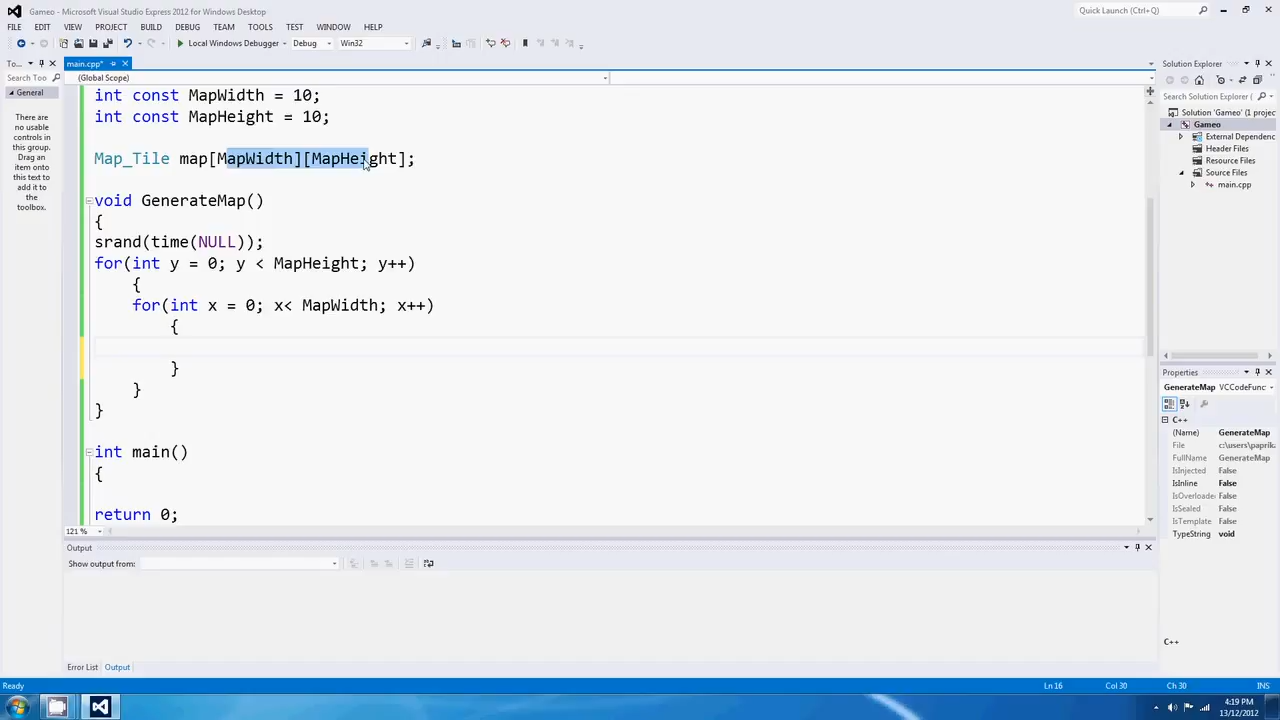 Gameo - Microsoft Visual Studio Express 2012 for Windows Desktop
Quick Launch (Ctrl+Q)
FILE EDIT VIEW PROJECT BUILD DEBUG TEAM TOOLS TEST WINDOW HELP
Local Windows Debugger Debug Win32
To...
Search Too
General
There are
no usable
controls in
this group.
Drag an
item onto
this text to
add it to
the
toolbox.
main.cpp*
(Global Scope)
int const MapWidth = 10;
int const MapHeight = 10;
Map_Tile map[MapWidth][MapHeight];
void GenerateMap()
{
srand(time(NULL));
for(int y = 0; y < MapHeight; y++)
{
for(int x = 0; x< MapWidth; x++)
{
}
}
}
int main()
{
return 0;
121 %
Output
Show output from:
Error List Output
Solution Explorer
Search Solution Explorer (
Solution 'Gameo' (1 projec
Gameo
External Dependenc
Header Files
Resource Files
Source Files
main.cpp
Properties
GenerateMap VCCodeFunc
C++
(Name) GenerateMap
File c:\users\paprik
FullName GenerateMap
IsInjected False
IsInline False
IsOverloade False
IsSealed False
IsTemplate False
TypeString void
C++
Ready Ln 16 Col 30 Ch 30 INS
4:19 PM
13/12/2012